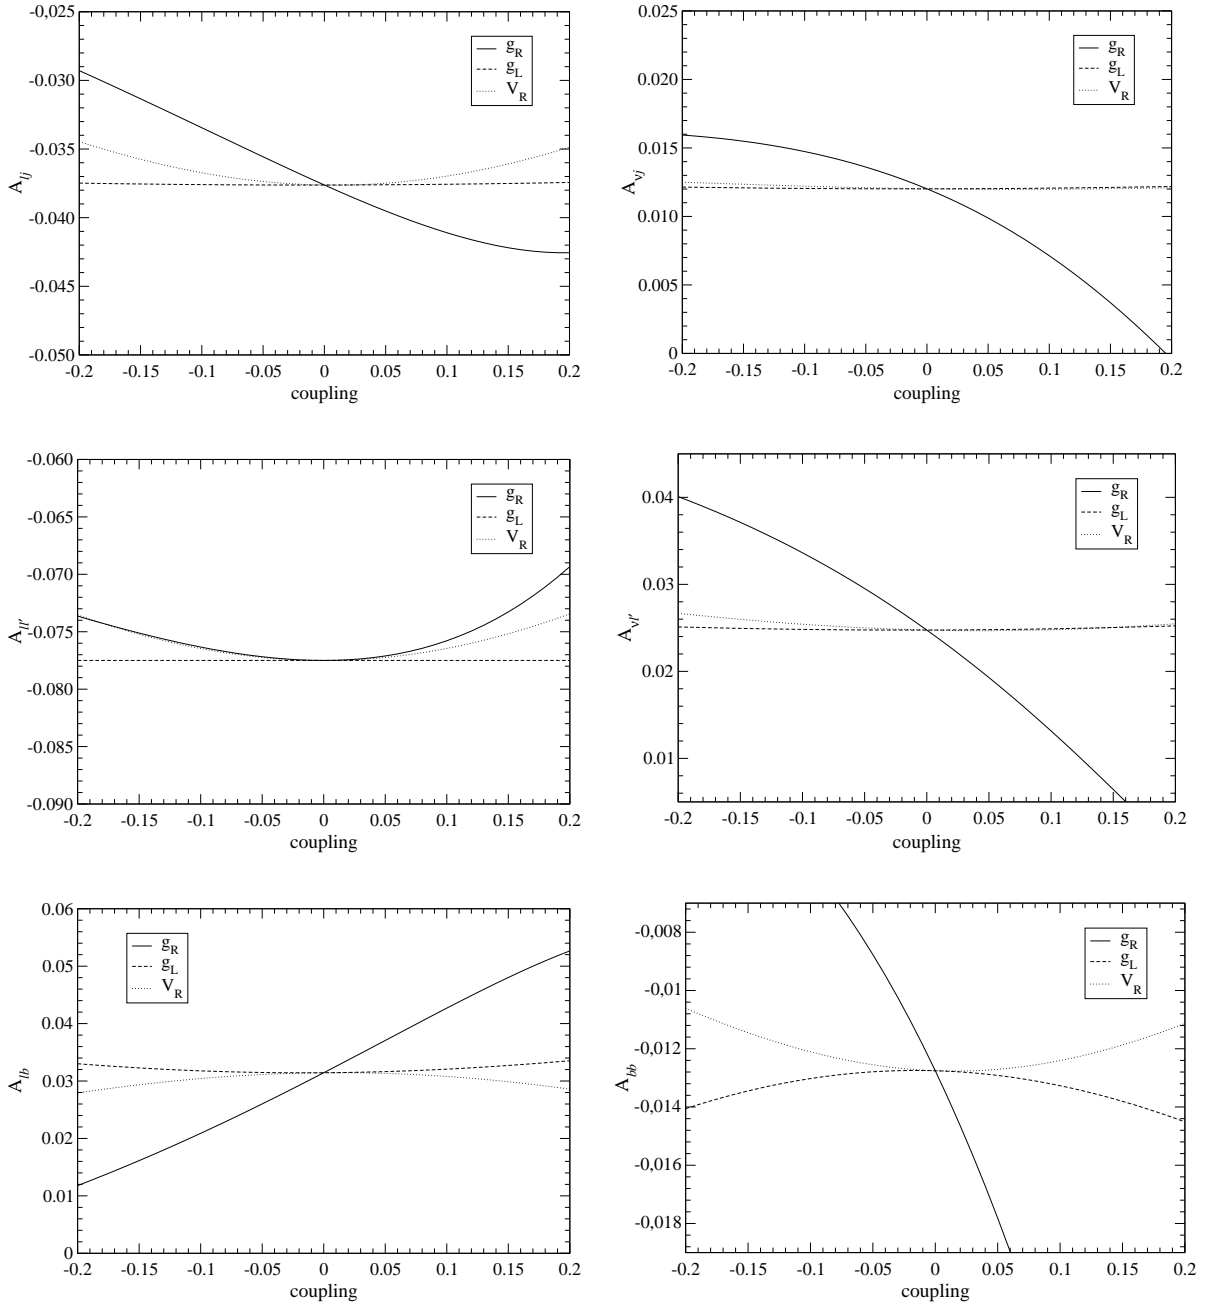 -0.025
-0.030
-0.035
-0.040
-0.045
-0.050
A_lj
g_R
g_L
V_R
-0.2 -0.15 -0.1 -0.05 0 0.05 0.1 0.15 0.2
coupling
0.025
0.020
0.015
0.010
0.005
0
A_νj
g_R
g_L
V_R
-0.2 -0.15 -0.1 -0.05 0 0.05 0.1 0.15 0.2
coupling
-0.060
-0.065
-0.070
-0.075
-0.080
-0.085
-0.090
A_ll'
g_R
g_L
V_R
-0.2 -0.15 -0.1 -0.05 0 0.05 0.1 0.15 0.2
coupling
0.04
0.03
0.02
0.01
A_νl'
g_R
g_L
V_R
-0.2 -0.15 -0.1 -0.05 0 0.05 0.1 0.15 0.2
coupling
0.06
0.05
0.04
0.03
0.02
0.01
0
A_lb
g_R
g_L
V_R
-0.2 -0.15 -0.1 -0.05 0 0.05 0.1 0.15 0.2
coupling
-0,008
-0,01
-0,012
-0,014
-0,016
-0,018
A_bb
g_R
g_L
V_R
-0.2 -0.15 -0.1 -0.05 0 0.05 0.1 0.15 0.2
coupling